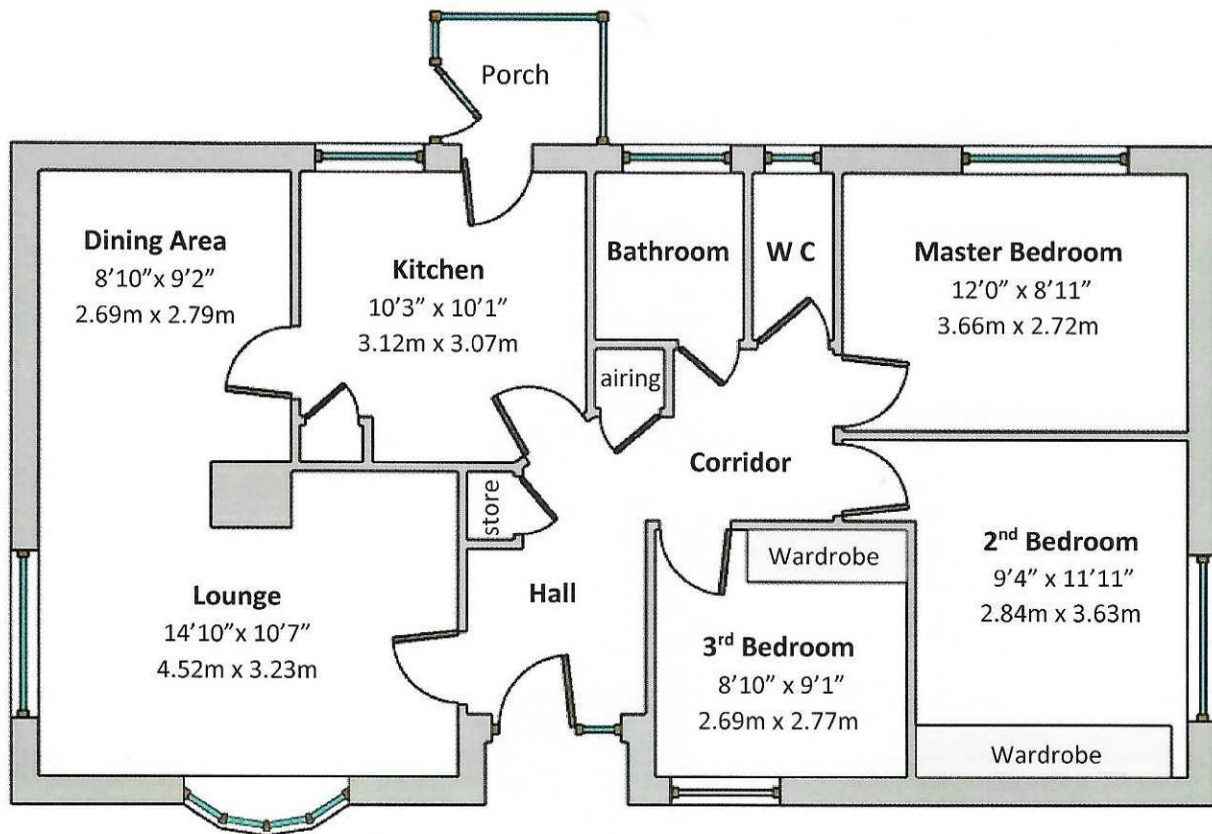 Porch
Dining Area
8’10”x 9’2”
2.69m x 2.79m
Kitchen
10’3” x 10’1”
3.12m x 3.07m
Bathroom
W C
Master Bedroom
12’0” x 8’11”
3.66m x 2.72m
airing
Corridor
store
Hall
Lounge
14’10”x 10’7”
4.52m x 3.23m
Wardrobe
3rd Bedroom
8’10” x 9’1”
2.69m x 2.77m
2nd Bedroom
9’4” x 11’11”
2.84m x 3.63m
Wardrobe